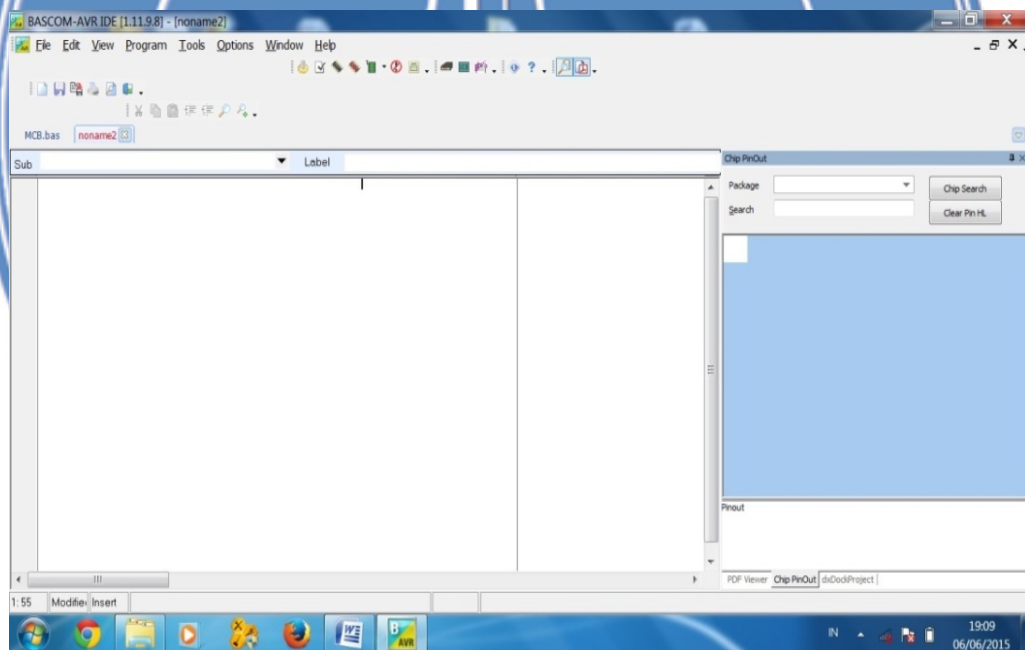 BASCOM-AVR IDE [1.11.9.8] - [noname2]
File Edit View Program Tools Options Window Help
MCB.bas noname2
Sub Label
Chip PinOut
Package Chip Search
Search Clear Pin HL
Pinout
PDF Viewer Chip PinOut dxDockProject
1: 55 Modifie Insert
IN 19:09
06/06/2015